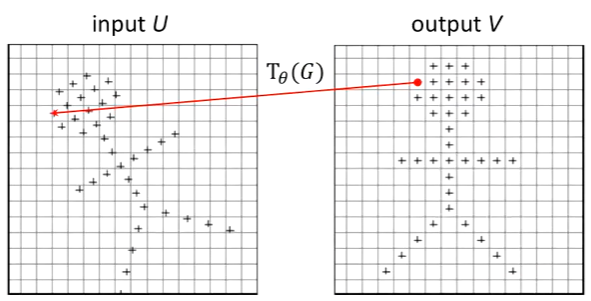 input U
output V
T_θ(G)